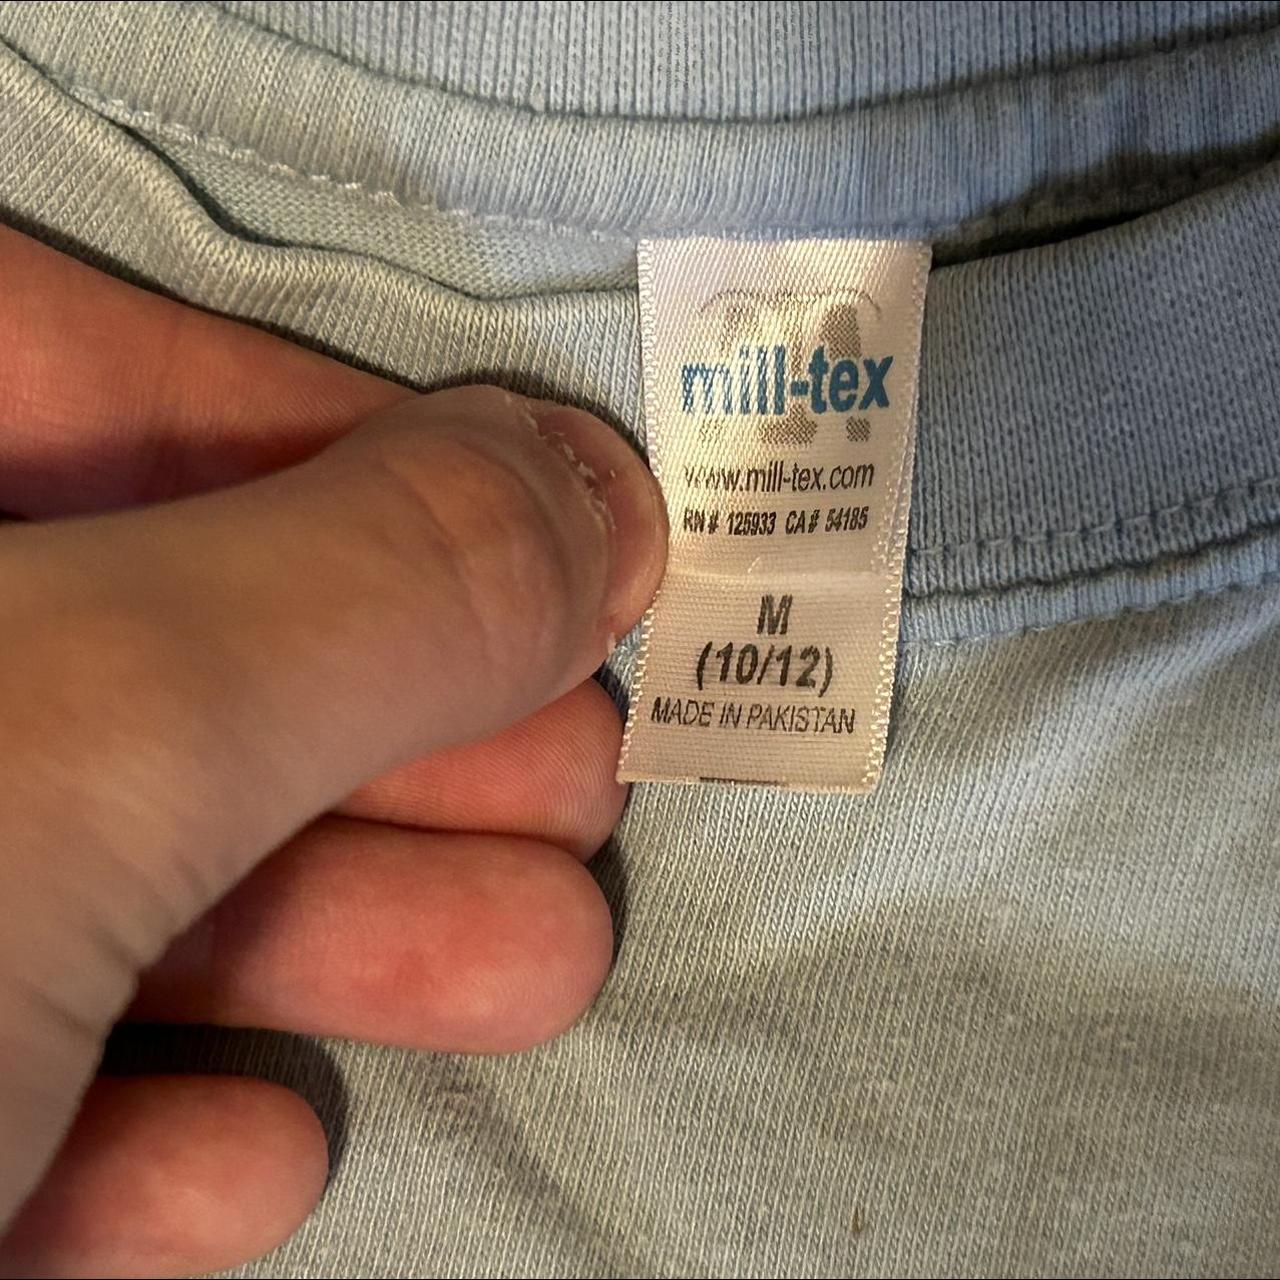 mill-tex
www.mill-tex.com
RN# 125933 CA# 54185
M
(10/12)
MADE IN PAKISTAN